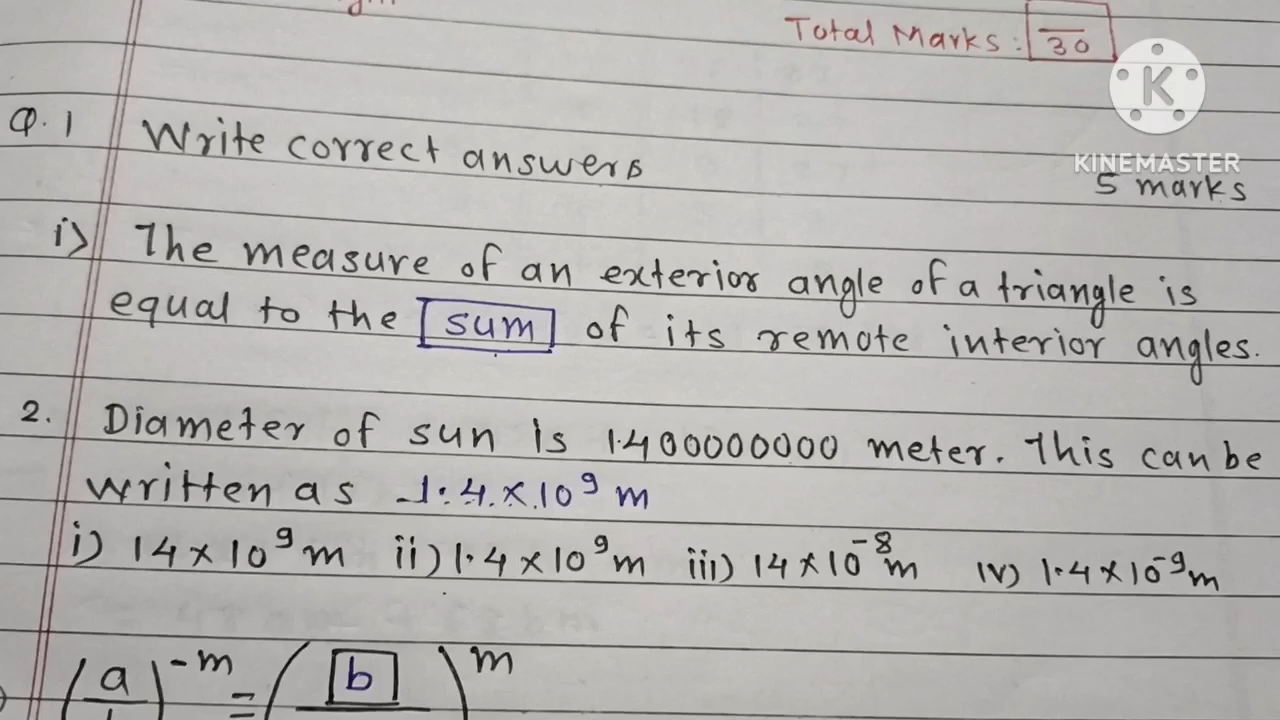 Total Marks: 30
K
KINEMASTER
Q.1 Write correct answers
5 marks
i) The measure of an exterior angle of a triangle is
equal to the sum of its remote interior angles.
2. Diameter of sun is 1.400000000 meter. This can be
written as 1.4 × 10⁹ m
i) 14 × 10⁹ m ii) 1.4 × 10⁹ m iii) 14 × 10⁻⁸ m iv) 1.4 × 10⁻⁹ m
(a)⁻ᵐ = (b)ᵐ